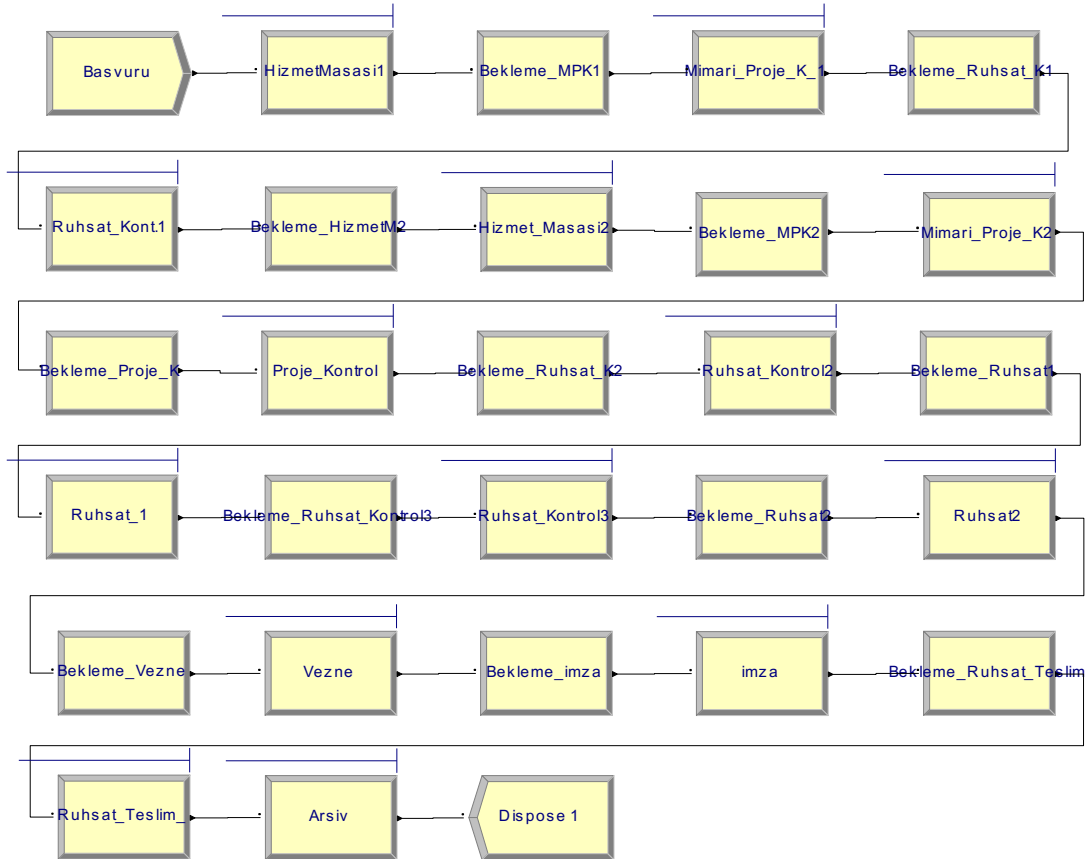 Basvuru
HizmetMasasi1
Bekleme_MPK1
Mimari_Proje_K_1
Bekleme_Ruhsat_K1
Ruhsat_Kont.1
Bekleme_HizmetM2
Hizmet_Masasi2
Bekleme_MPK2
Mimari_Proje_K2
Bekleme_Proje_K
Proje_Kontrol
Bekleme_Ruhsat_K2
Ruhsat_Kontrol2
Bekleme_Ruhsat1
Ruhsat_1
Bekleme_Ruhsat_Kontrol3
Ruhsat_Kontrol3
Bekleme_Ruhsat2
Ruhsat2
Bekleme_Vezne
Vezne
Bekleme_imza
imza
Bekleme_Ruhsat_Teslim
Ruhsat_Teslim_
Arsiv
Dispose 1